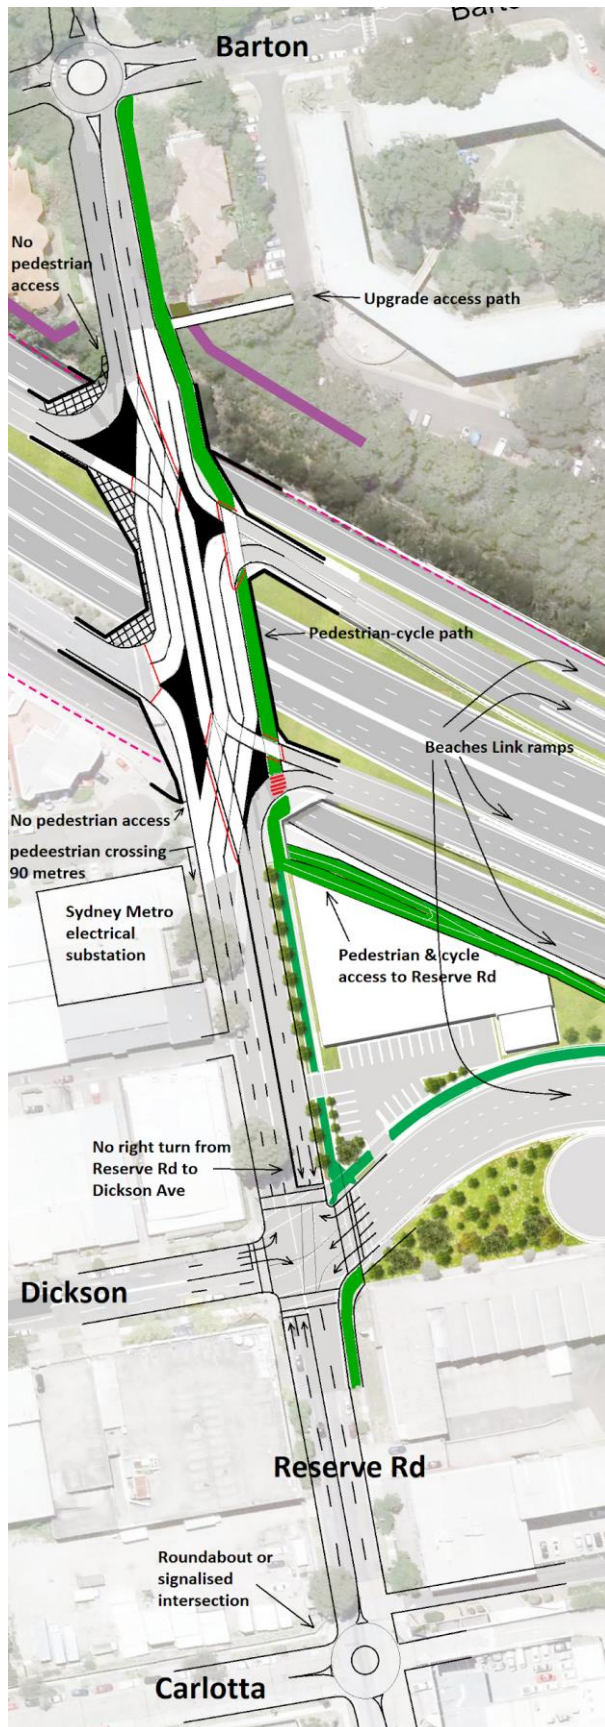 Barton
No
pedestrian
access
Upgrade access path
Pedestrian-cycle path
Beaches Link ramps
No pedestrian access
pedeestrian crossing
90 metres
Sydney Metro
electrical
substation
Pedestrian & cycle
access to Reserve Rd
No right turn from
Reserve Rd to
Dickson Ave
Dickson
Reserve Rd
Roundabout or
signalised
intersection
Carlotta